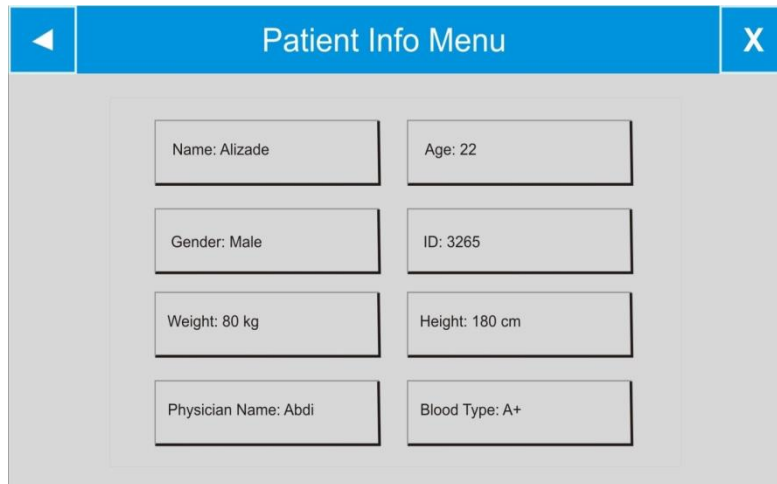 Patient Info Menu
X
Name: Alizade
Age: 22
Gender: Male
ID: 3265
Weight: 80 kg
Height: 180 cm
Physician Name: Abdi
Blood Type: A+